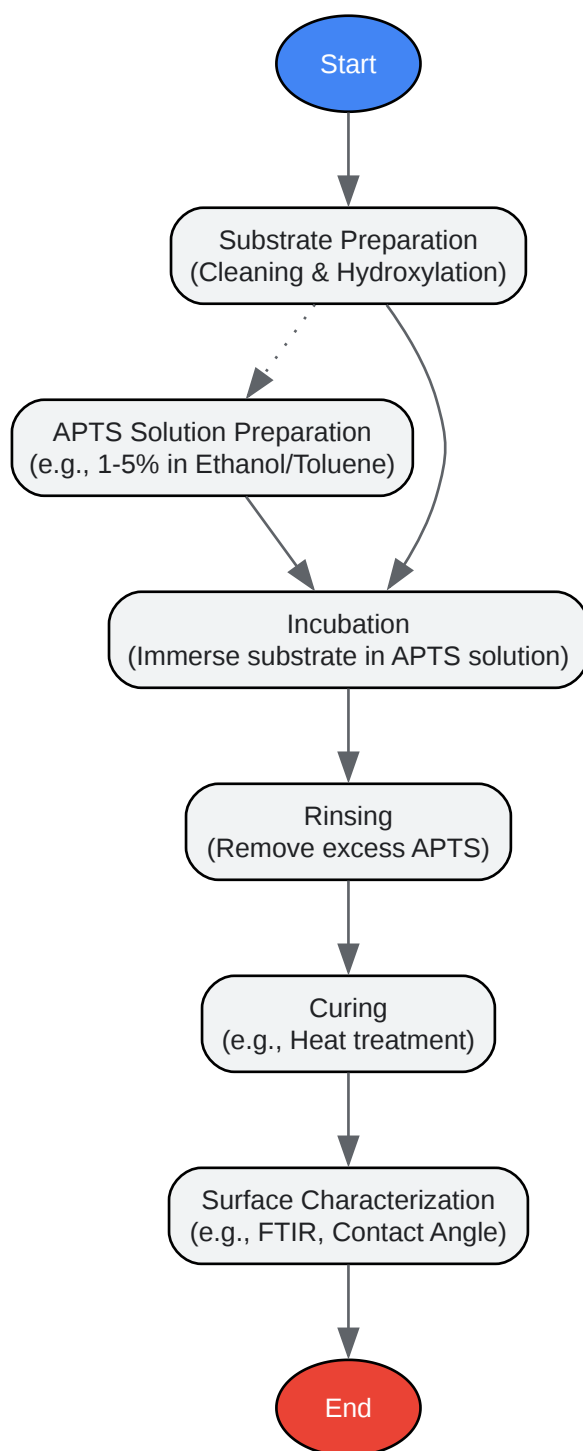 Start
Substrate Preparation
(Cleaning & Hydroxylation)
APTS Solution Preparation
(e.g., 1-5% in Ethanol/Toluene)
Incubation
(Immerse substrate in APTS solution)
Rinsing
(Remove excess APTS)
Curing
(e.g., Heat treatment)
Surface Characterization
(e.g., FTIR, Contact Angle)
End